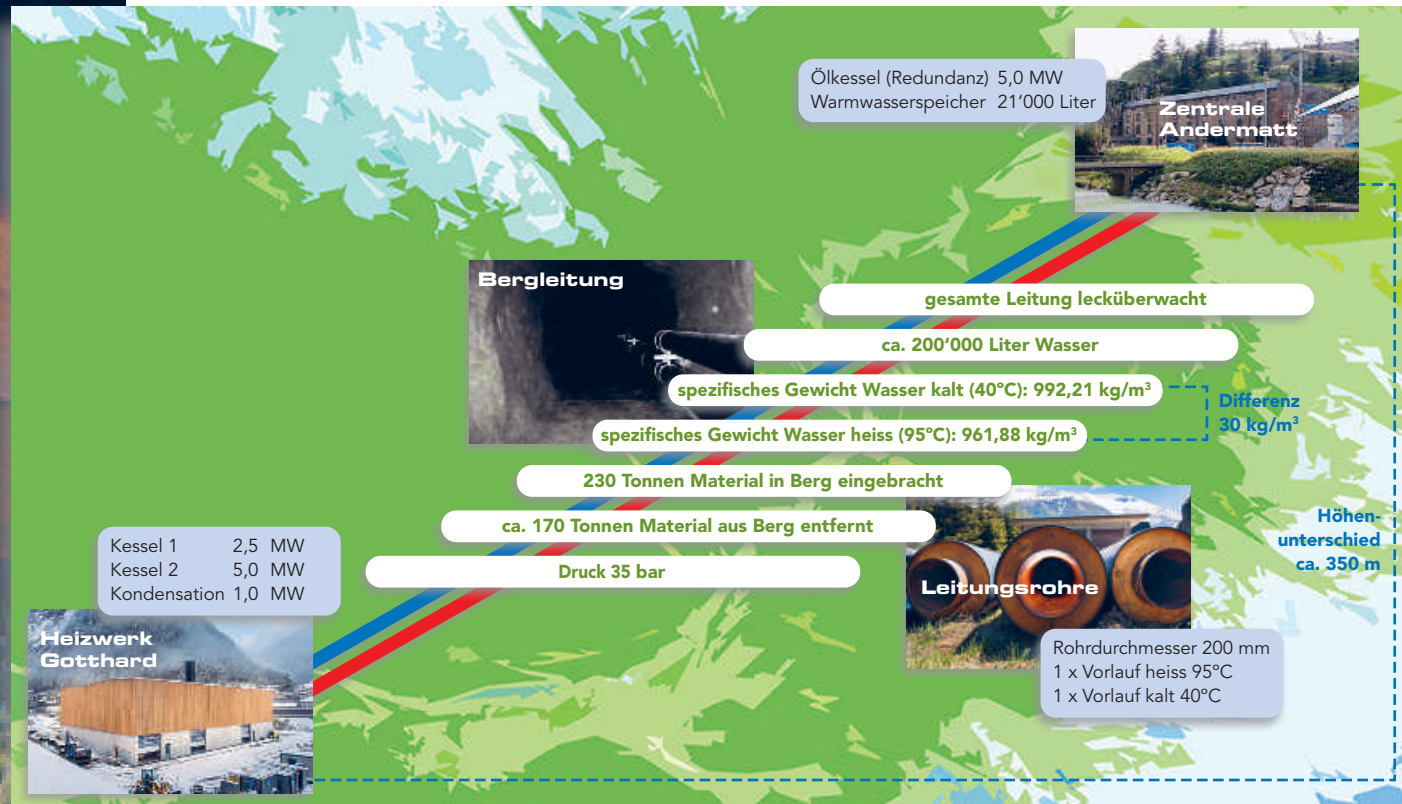 Ölkessel (Redundanz) 5,0 MW
Warmwasserspeicher 21’000 Liter
Zentrale
Andermatt
Bergleitung
gesamte Leitung lecküberwacht
ca. 200’000 Liter Wasser
spezifisches Gewicht Wasser kalt (40°C): 992,21 kg/m³
spezifisches Gewicht Wasser heiss (95°C): 961,88 kg/m³
Differenz
30 kg/m³
230 Tonnen Material in Berg eingebracht
ca. 170 Tonnen Material aus Berg entfernt
Druck 35 bar
Höhen-
unterschied
ca. 350 m
Kessel 1 2,5 MW
Kessel 2 5,0 MW
Kondensation 1,0 MW
Heizwerk
Gotthard
Leitungsrohre
Rohrdurchmesser 200 mm
1 x Vorlauf heiss 95°C
1 x Vorlauf kalt 40°C